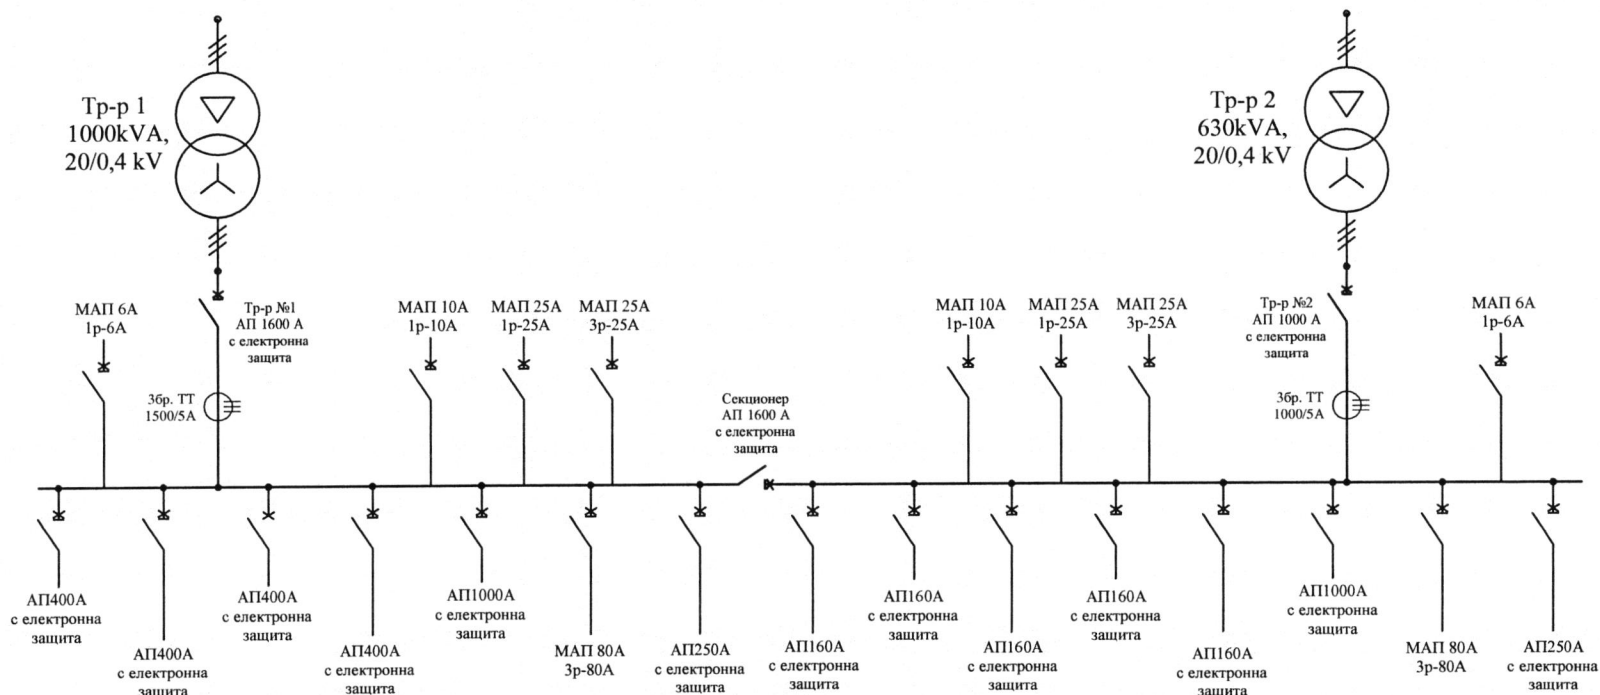 Тр-р 1
1000kVA,
20/0,4 kV
Тр-р 2
630kVA,
20/0,4 kV
МАП 6А
1р-6А
Тр-р №1
АП 1600 А
с електронна
защита
МАП 10А
1р-10А
МАП 25А
1р-25А
МАП 25А
3р-25А
МАП 10А
1р-10А
МАП 25А
1р-25А
МАП 25А
3р-25А
Тр-р №2
АП 1000 А
с електронна
защита
МАП 6А
1р-6А
3бр. ТТ
1500/5А
Секционер
АП 1600 А
с електронна
защита
3бр. ТТ
1000/5А
АП400А
с електронна
защита
АП400А
с електронна
защита
АП400А
с електронна
защита
АП400А
с електронна
защита
АП1000А
с електронна
защита
МАП 80А
3р-80А
АП250А
с електронна
защита
АП160А
с електронна
защита
АП160А
с електронна
защита
АП160А
с електронна
защита
АП160А
с електронна
защита
АП160А
с електронна
защита
АП1000А
с електронна
защита
МАП 80А
3р-80А
АП250А
с електронна
защита